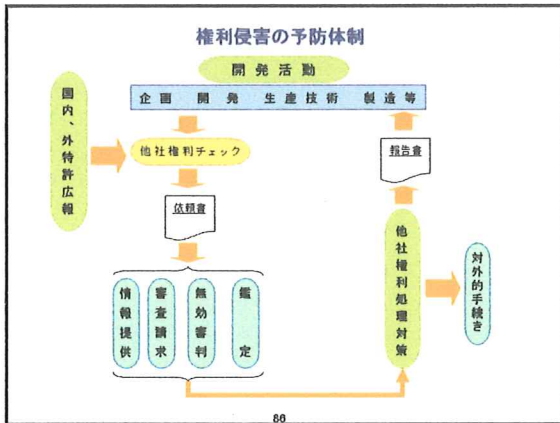 権利侵害の予防体制
開発活動
企画 開発 生産技術 製造等
国内、外特許広報
他社権利チェック
依頼書
情報提供
審査請求
無効審判
鑑定
報告書
他社権利処理対策
対外的手続き
86